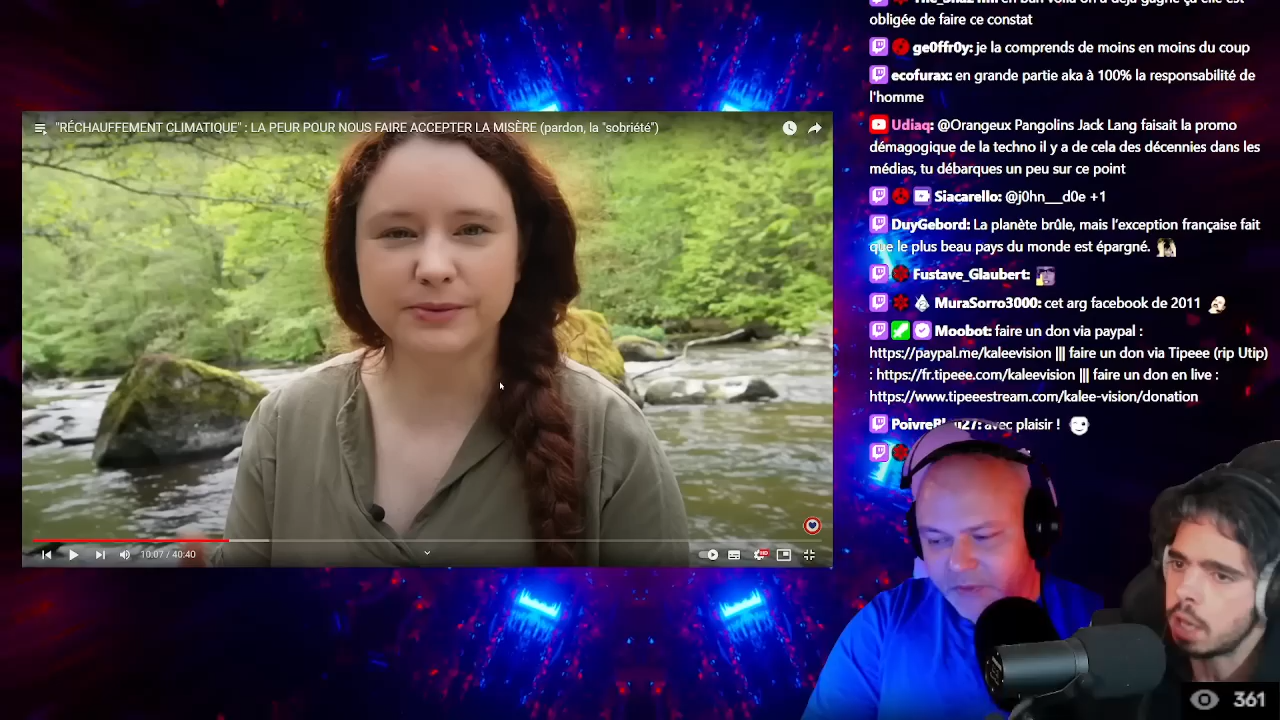 "RÉCHAUFFEMENT CLIMATIQUE" : LA PEUR POUR NOUS FAIRE ACCEPTER LA MISÈRE (pardon, la "sobriété")
10:07 / 40:40
obligée de faire ce constat
ge0ffr0y: je la comprends de moins en moins du coup
ecofurax: en grande partie aka à 100% la responsabilité de
l'homme
Udiaq: @Orangeux Pangolins Jack Lang faisait la promo
démagogique de la techno il y a de cela des décennies dans les
médias, tu débarques un peu sur ce point
Siacarello: @j0hn___d0e +1
DuyGebord: La planète brûle, mais l'exception française fait
que le plus beau pays du monde est épargné.
Fustave_Glaubert:
MuraSorro3000: cet arg facebook de 2011
Moobot: faire un don via paypal :
https://paypal.me/kaleevision ||| faire un don via Tipeee (rip Utip)
: https://fr.tipeee.com/kaleevision ||| faire un don en live :
https://www.tipeeestream.com/kalee-vision/donation
avec plaisir !
361